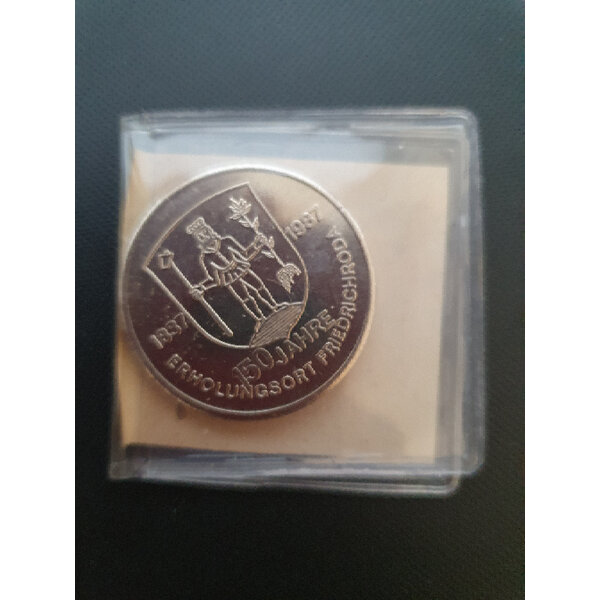 1837
1987
150 JAHRE
ERHOLUNGSORT FRIEDRICHRODA